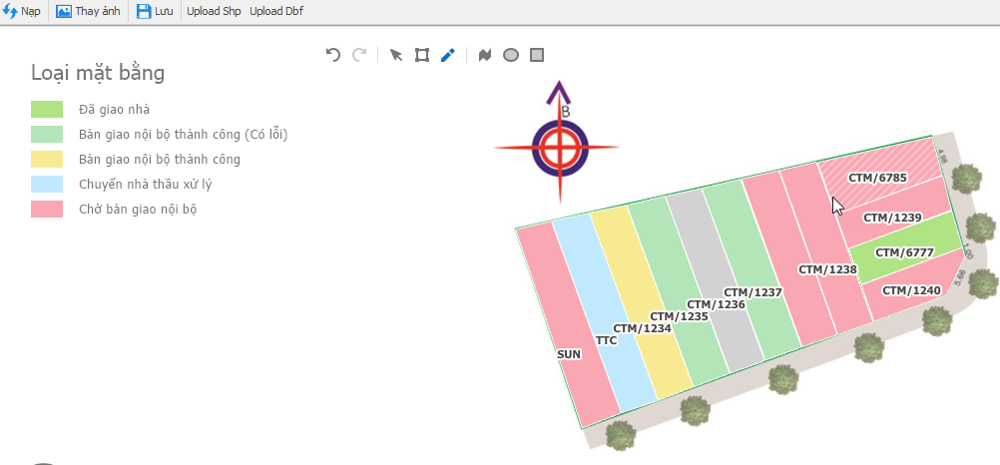 Nạp Thay ảnh Lưu Upload Shp Upload Dbf
Loại mặt bằng
Đã giao nhà
Bàn giao nội bộ thành công (Có lỗi)
Bàn giao nội bộ thành công
Chuyển nhà thầu xử lý
Chờ bàn giao nội bộ
B
4.98
CTM/6785
CTM/1239
CTM/6777
1.00
CTM/1238
5.66
CTM/1240
CTM/1237
CTM/1236
CTM/1235
CTM/1234
TTC
SUN